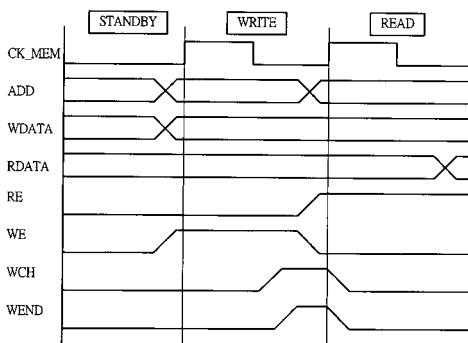 STANDBY WRITE READ
CK_MEM
ADD
WDATA
RDATA
RE
WE
WCH
WEND